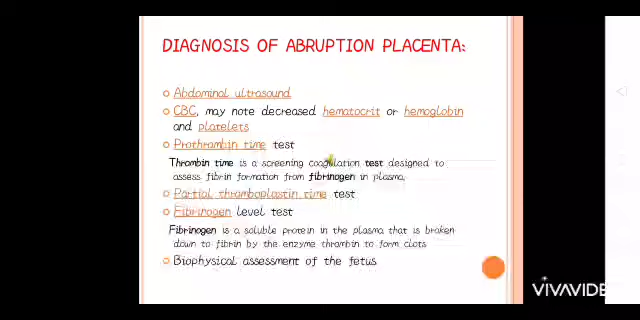 DIAGNOSIS OF ABRUPTION PLACENTA:
Abdominal ultrasound
CBC, may note decreased hematocrit or hemoglobin
and platelets
Prothrombin time test
Thrombin time is a screening coagulation test designed to
assess fibrin formation from fibrinogen in plasma.
Partial thromboplastin time test
Fibrinogen level test
Fibrinogen is a soluble protein in the plasma that is broken
down to fibrin by the enzyme thrombin to form clots
Biophysical assessment of the fetus
VIVAVIDE